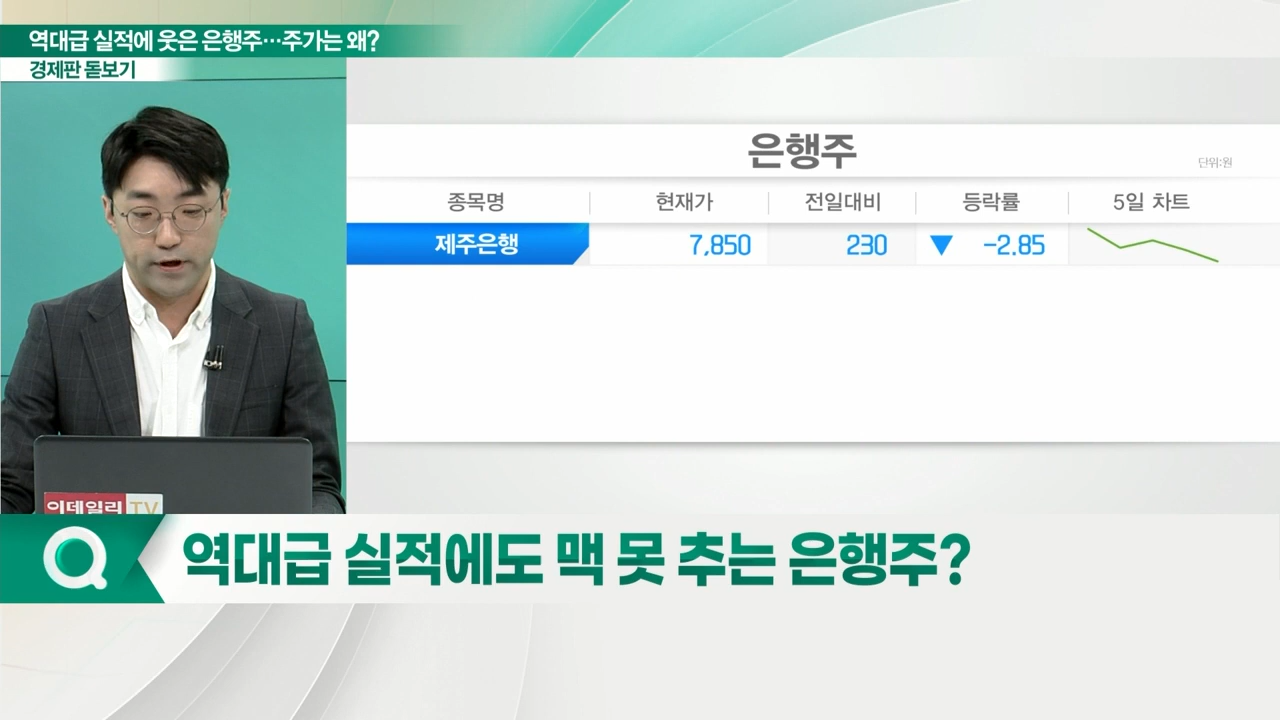 역대급 실적에 웃은 은행주…주가는 왜?
경제판 돋보기
은행주
단위:원
종목명 현재가 전일대비 등락률 5일 차트
제주은행 7,850 230 ▼ -2.85
이데일리 TV
역대급 실적에도 맥 못 추는 은행주?